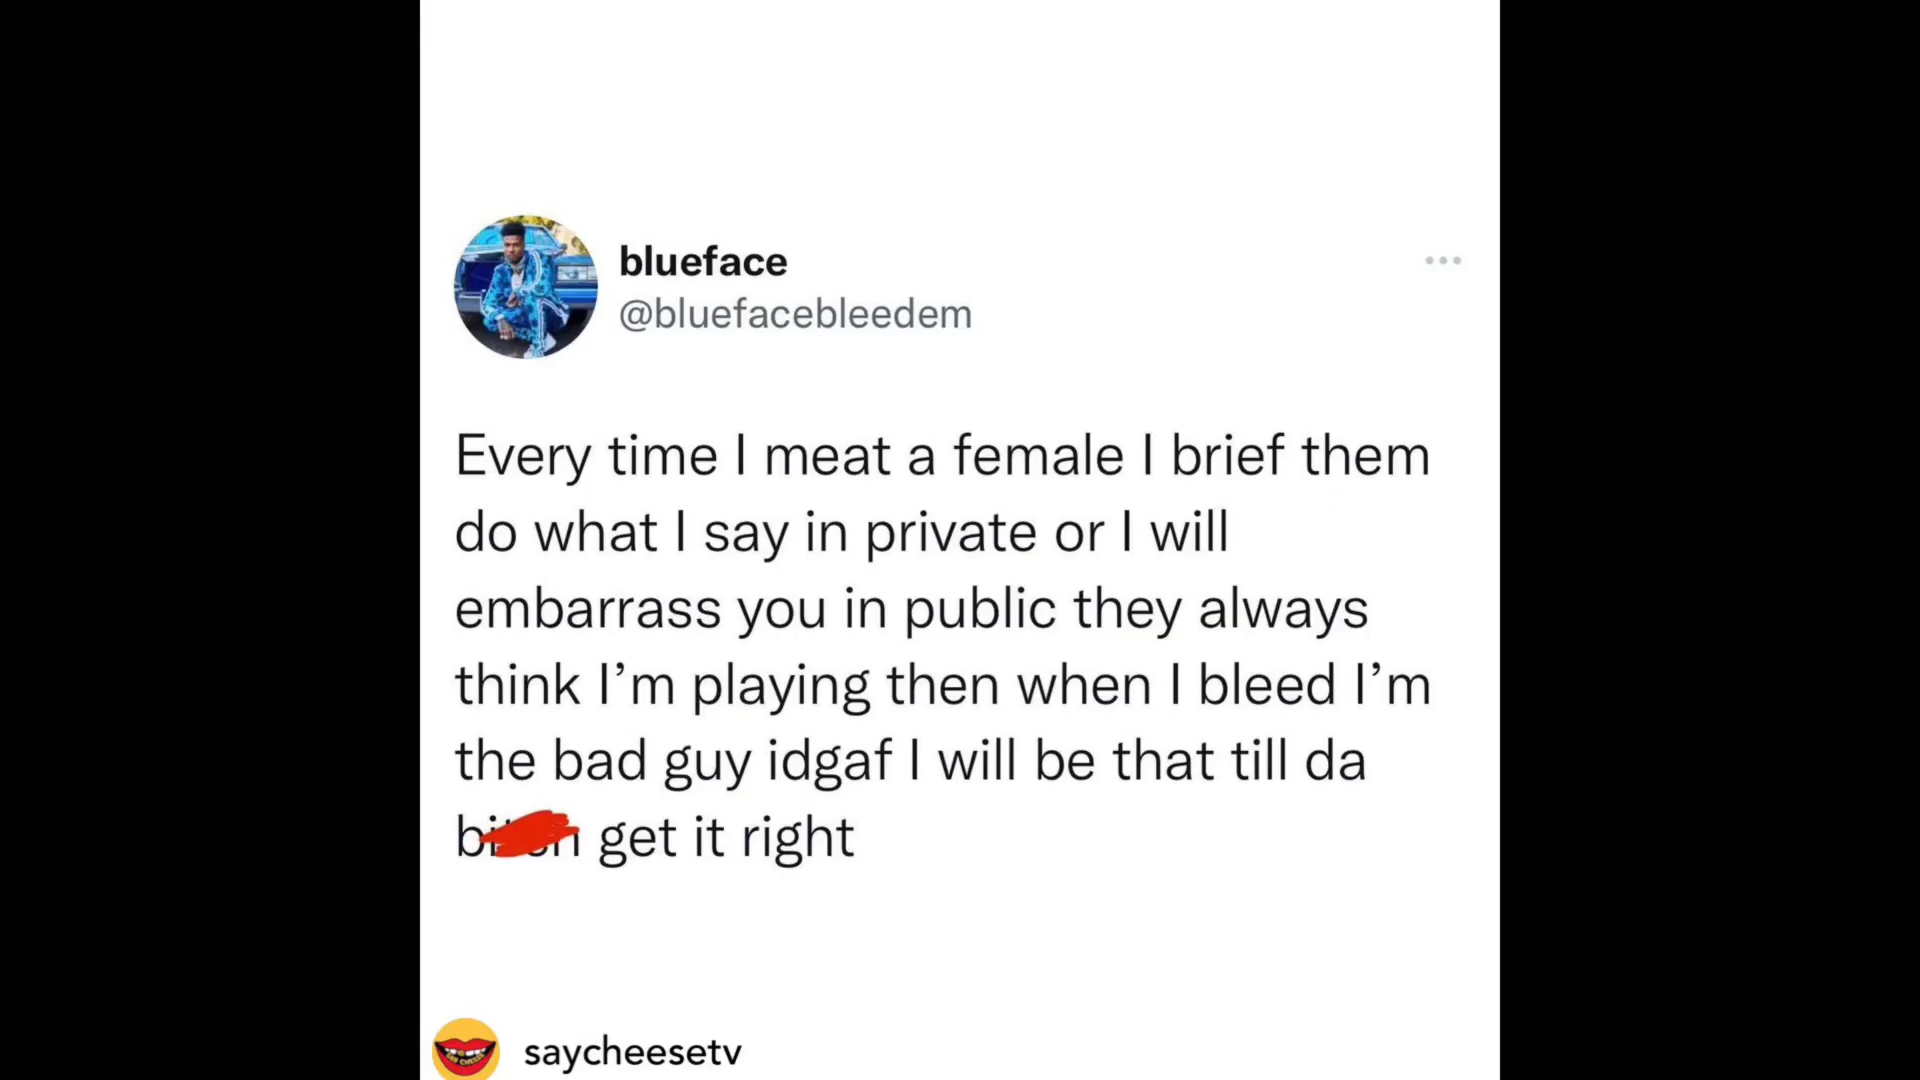 blueface
@bluefacebleedem
Every time I meat a female I brief them
do what I say in private or I will
embarrass you in public they always
think I’m playing then when I bleed I’m
the bad guy idgaf I will be that till da
get it right
SAY CHEESE
saycheesetv